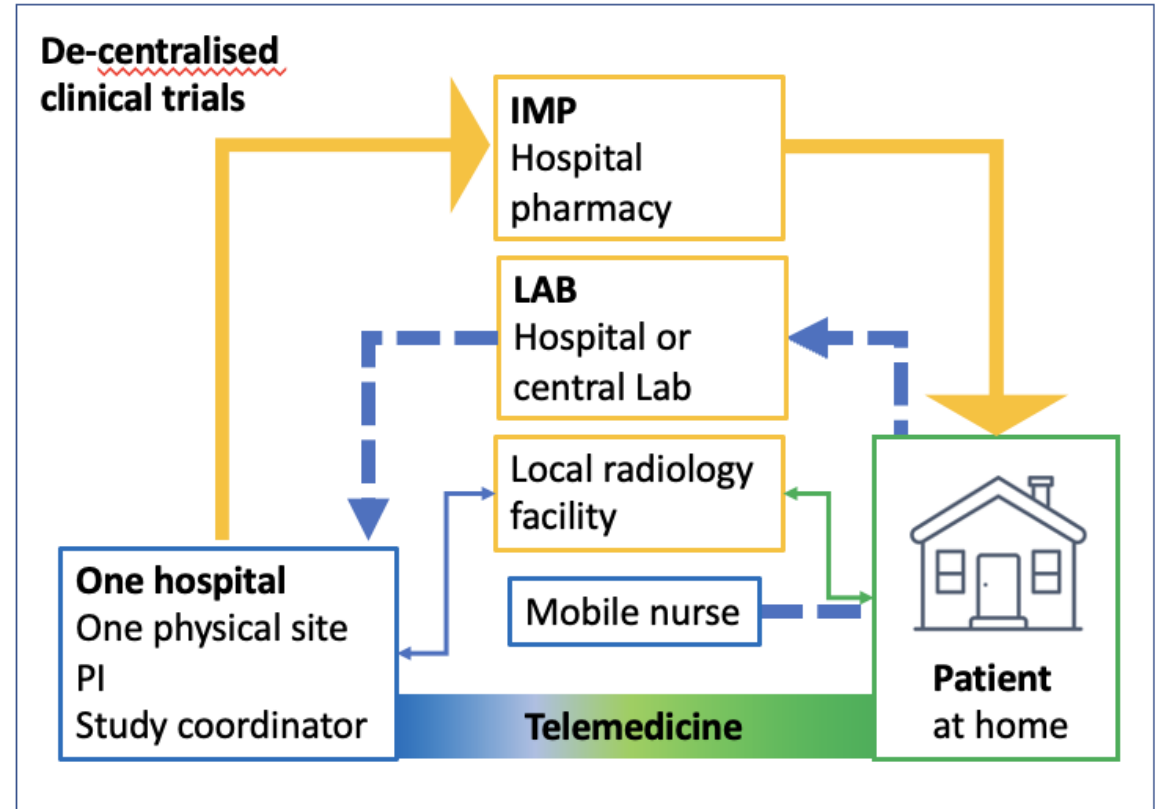 De-centralised
clinical trials
IMP
Hospital
pharmacy
LAB
Hospital or
central Lab
Local radiology
facility
Mobile nurse
One hospital
One physical site
PI
Study coordinator
Telemedicine
Patient
at home